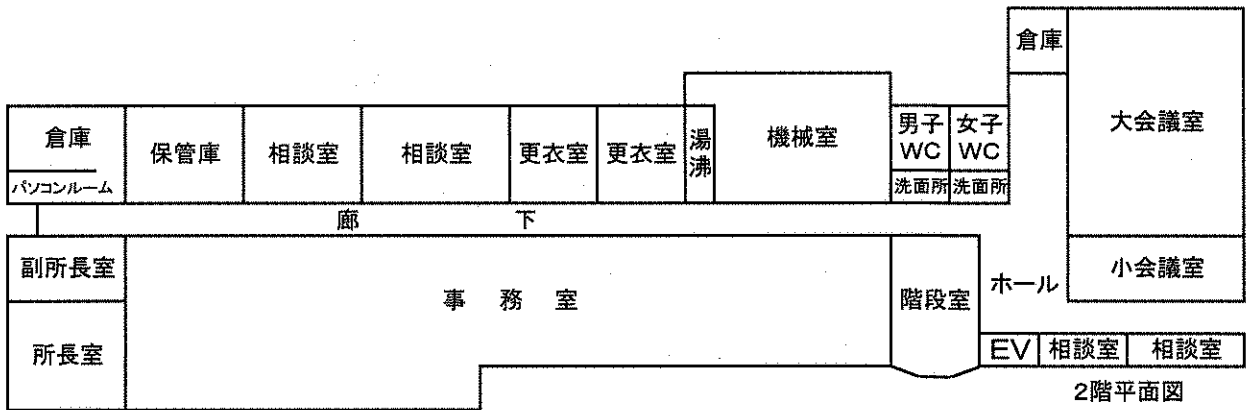 倉庫
大会議室
倉庫
パソコンルーム
保管庫
相談室
相談室
更衣室
更衣室
湯沸
機械室
男子WC
女子WC
洗面所
洗面所
廊下
副所長室
所長室
事務室
階段室
ホール
小会議室
EV
相談室
相談室
2階平面図